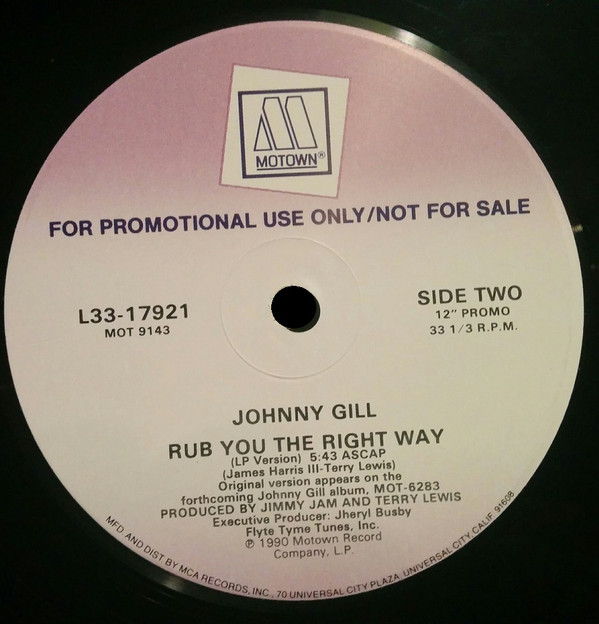 MOTOWN®
FOR PROMOTIONAL USE ONLY/NOT FOR SALE
L33-17921
MOT 9143
SIDE TWO
12" PROMO
33 1/3 R.P.M.
JOHNNY GILL
RUB YOU THE RIGHT WAY
(LP Version) 5:43 ASCAP
(James Harris III-Terry Lewis)
Original version appears on the
forthcoming Johnny Gill album, MOT-6283
PRODUCED BY JIMMY JAM AND TERRY LEWIS
Executive Producer: Jheryl Busby
Flyte Tyme Tunes, Inc.
℗ 1990 Motown Record
Company, L.P.
MFD AND DIST BY MCA RECORDS, INC., 70 UNIVERSAL CITY PLAZA, UNIVERSAL CITY, CALIF. 91608